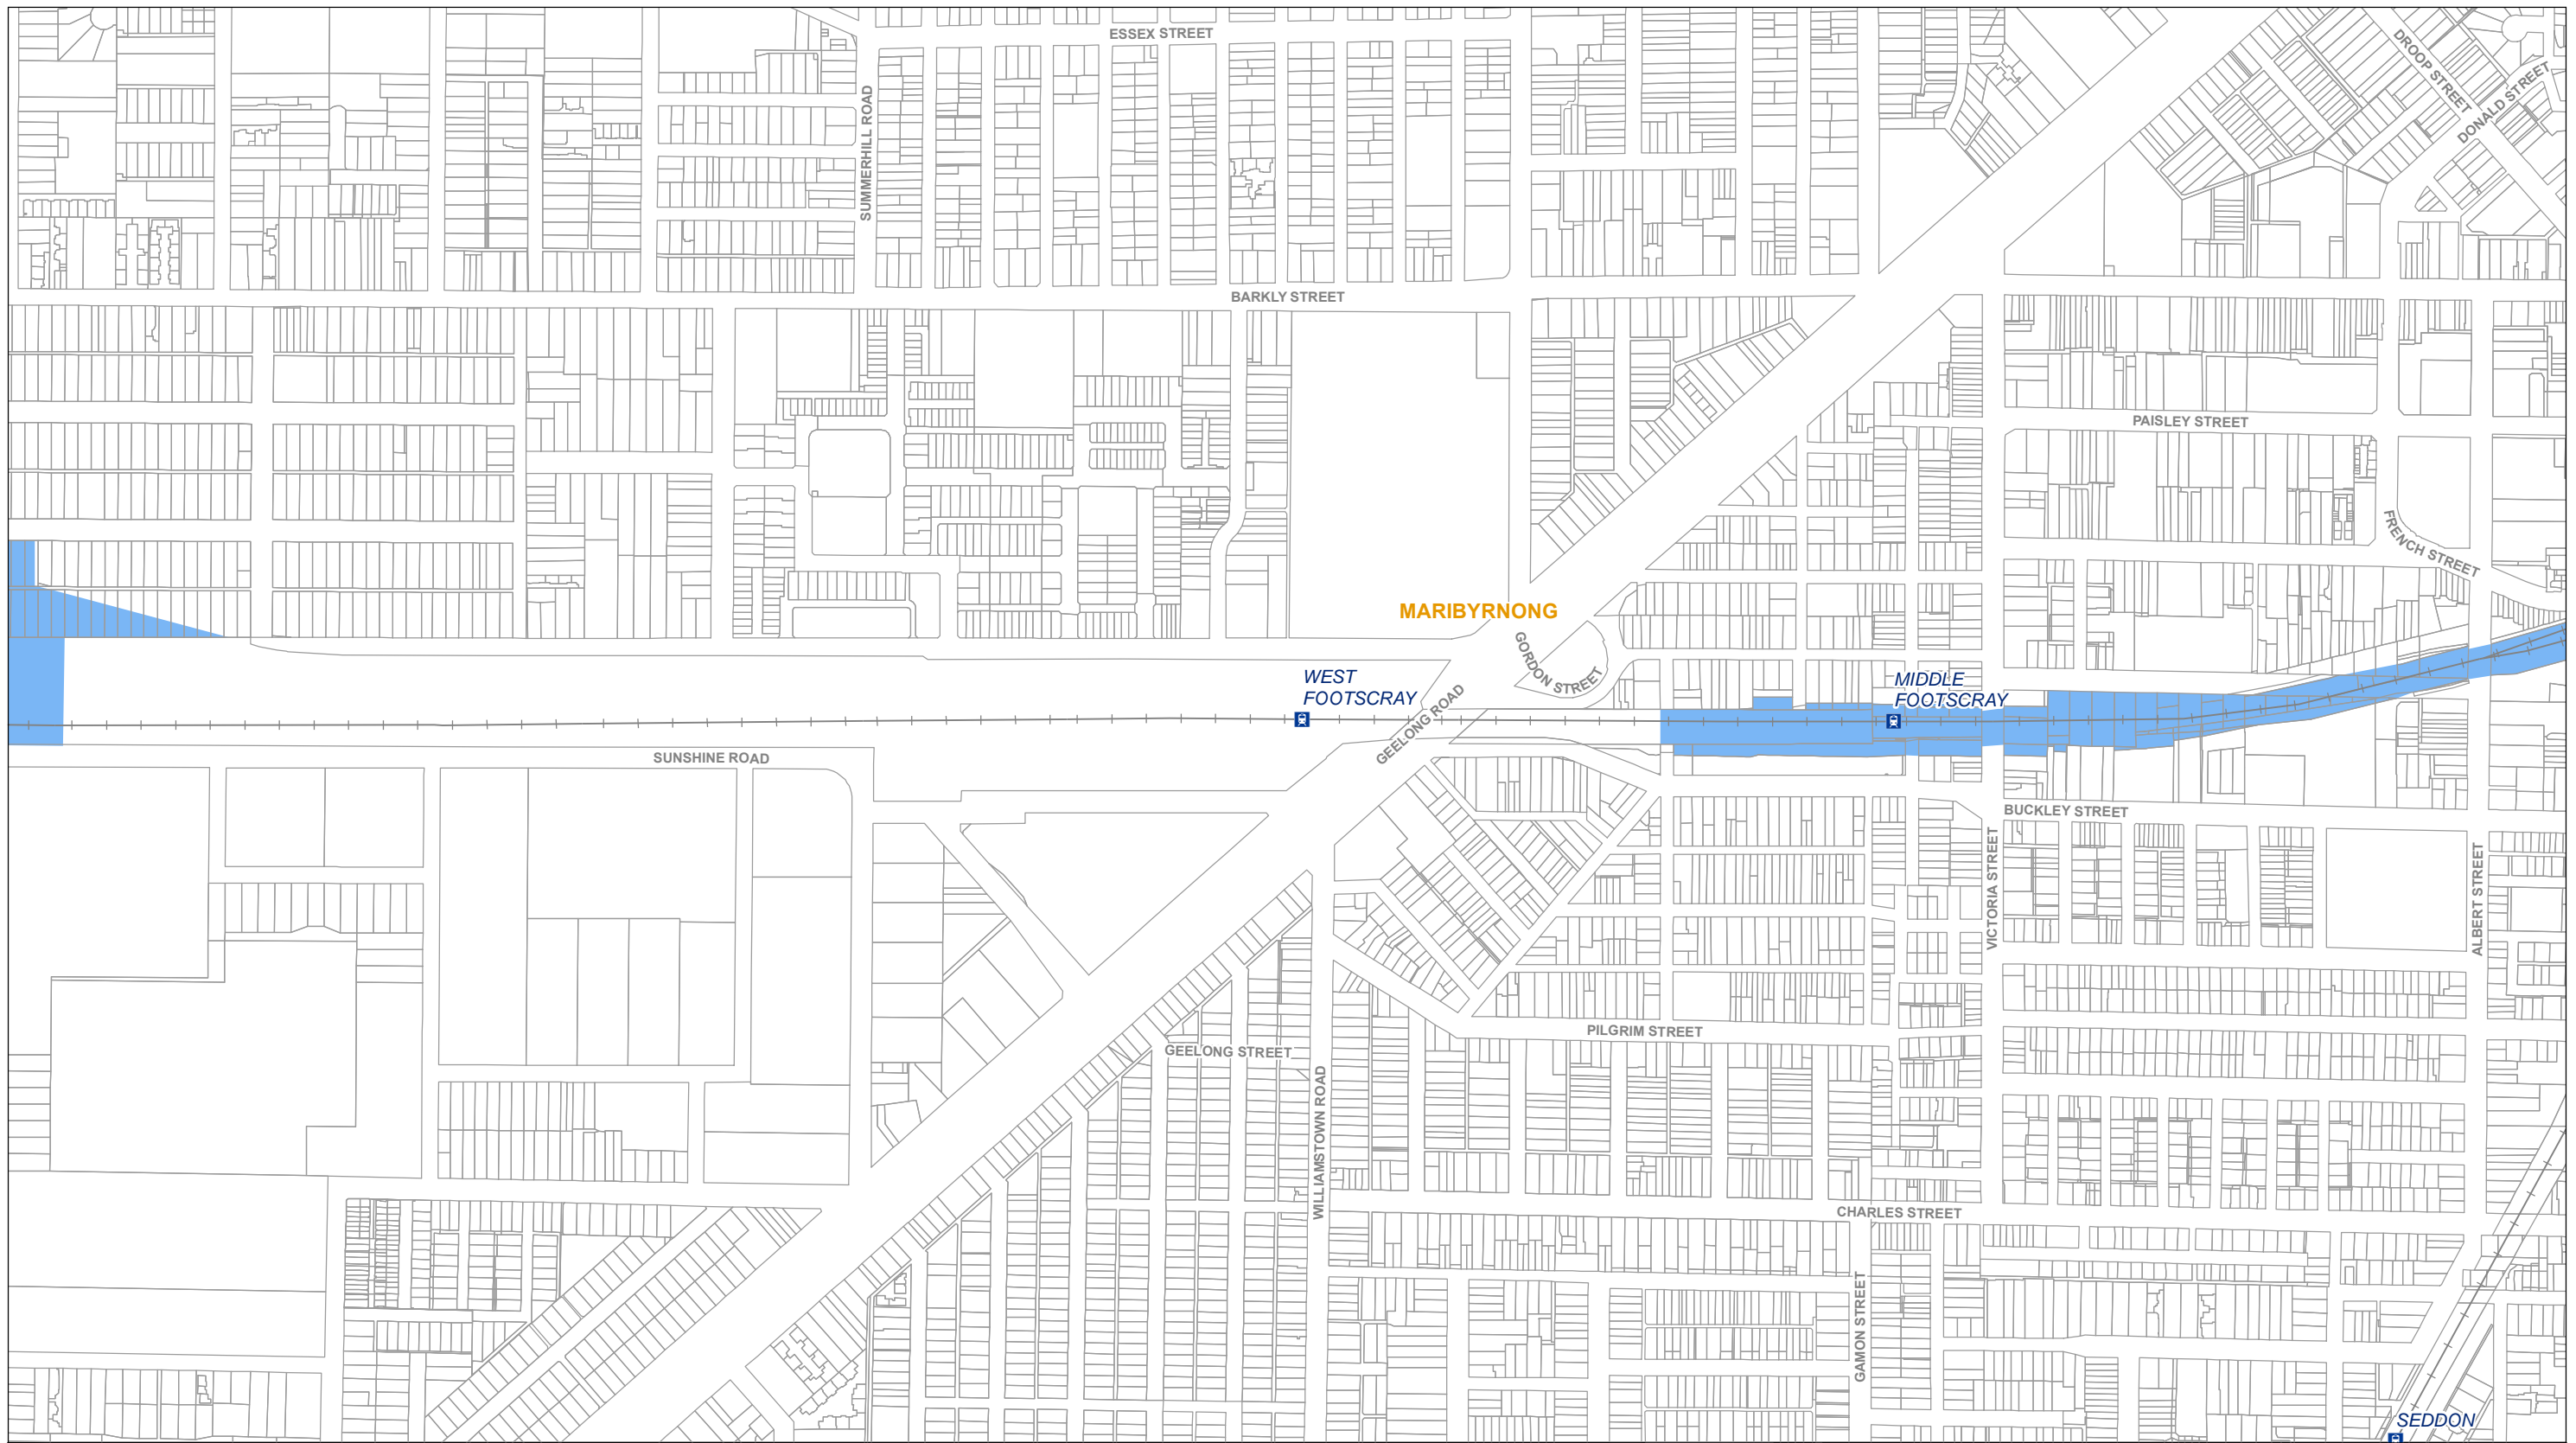 ESSEX STREET
DROOP STREET
DONALD STREET
SUMMERHILL ROAD
BARKLY STREET
PAISLEY STREET
FRENCH STREET
MARIBYRNONG
GORDON STREET
WEST
FOOTSCRAY
MIDDLE
FOOTSCRAY
GEELONG ROAD
SUNSHINE ROAD
BUCKLEY STREET
VICTORIA STREET
ALBERT STREET
PILGRIM STREET
GEELONG STREET
WILLIAMSTOWN ROAD
CHARLES STREET
GAMON STREET
SEDDON